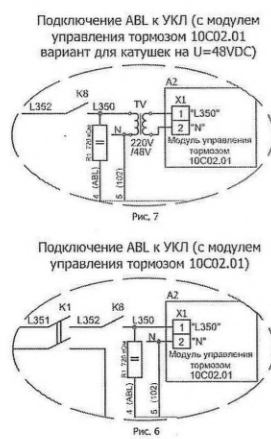 Подключение ABL к УКЛ (с модулем
управления тормозом 10С02.01
вариант для катушек на U=48VDC)
A2
K8
L352
L350
TV
X1
1 "L350"
N
2 "N"
220V
/48V
Модуль управления
тормозом
10С02.01
4 (ABL)
5 (102)
Рис. 7
Подключение ABL к УКЛ (с модулем
управления тормозом 10С02.01)
A2
K1
K8
X1
L351
L352
L350
1 "L350"
N
2 "N"
Модуль управления
тормозом
10С02.01
4 (ABL)
5 (102)
Рис. 6